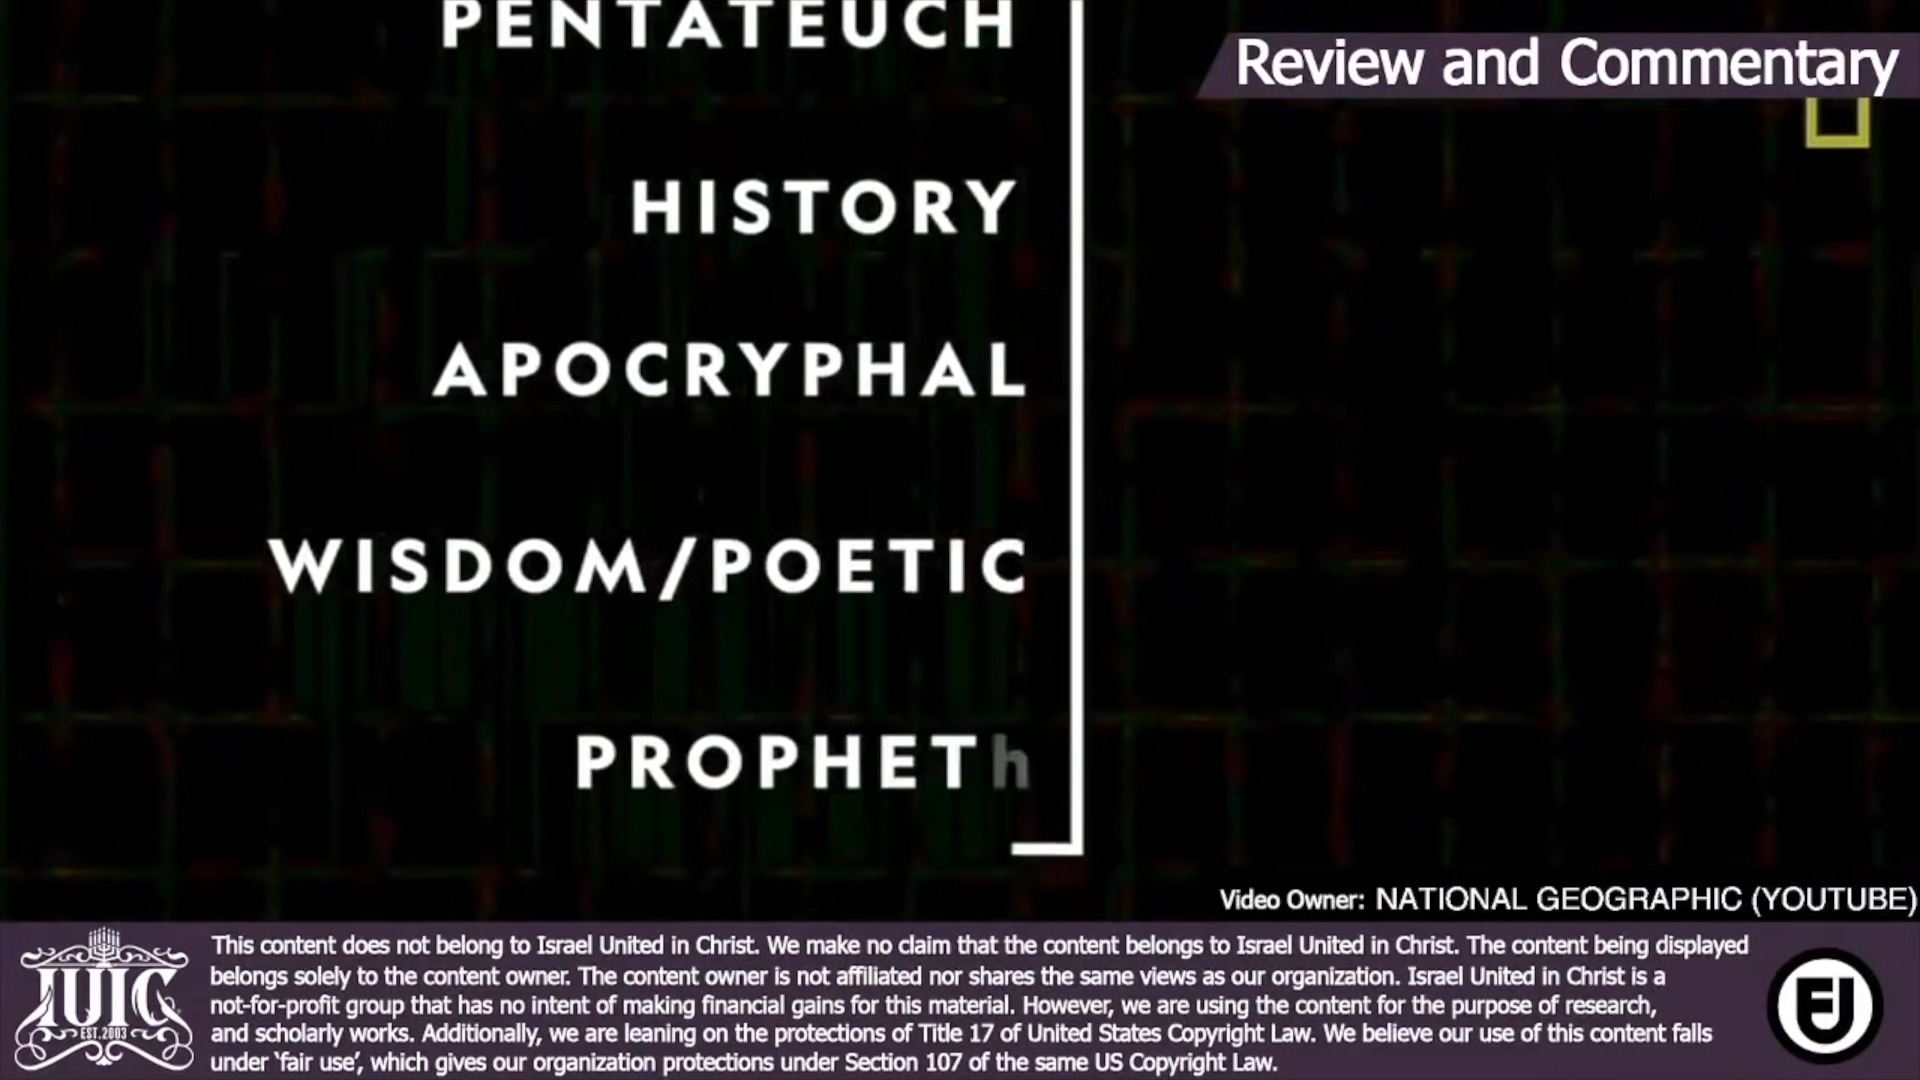 PENTATEUCH
Review and Commentary
HISTORY
APOCRYPHAL
WISDOM/POETIC
PROPHETh
Video Owner: NATIONAL GEOGRAPHIC (YOUTUBE)
This content does not belong to Israel United in Christ. We make no claim that the content belongs to Israel United in Christ. The content being displayed
belongs solely to the content owner. The content owner is not affiliated nor shares the same views as our organization. Israel United in Christ is a
not-for-profit group that has no intent of making financial gains for this material. However, we are using the content for the purpose of research,
and scholarly works. Additionally, we are leaning on the protections of Title 17 of United States Copyright Law. We believe our use of this content falls
under 'fair use', which gives our organization protections under Section 107 of the same US Copyright Law.
IUIC
EST. 2003